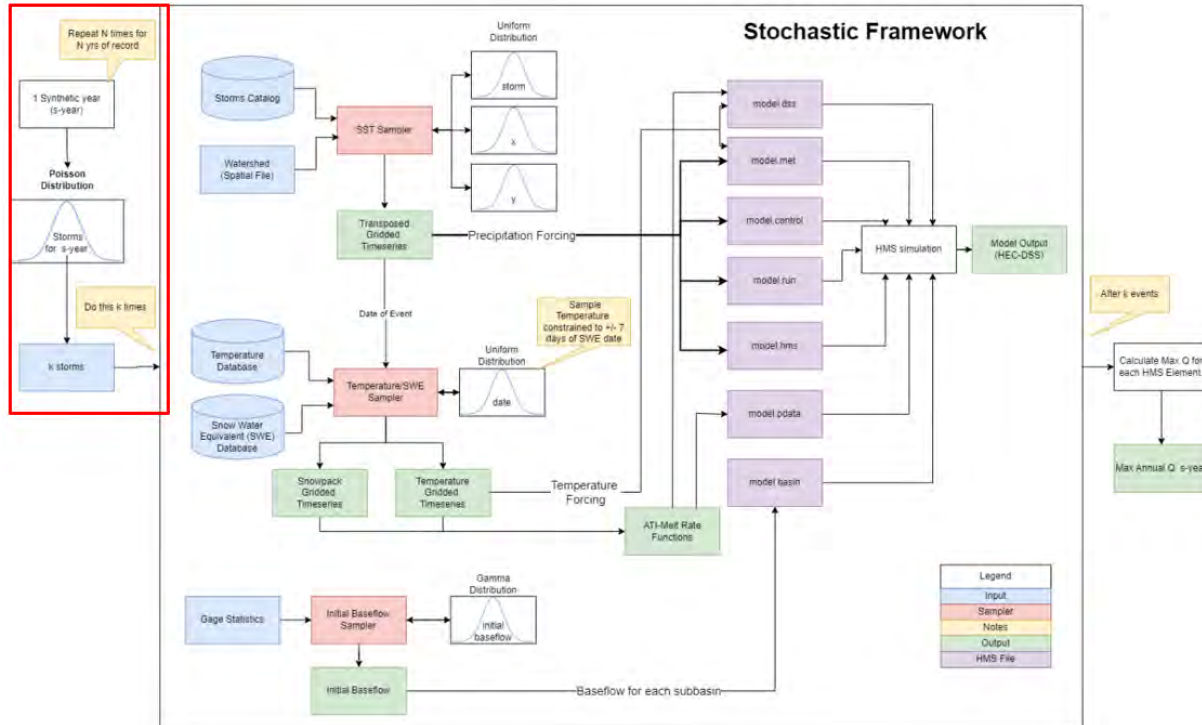 Stochastic Framework
Repeat N times for
N yrs of record
1 Synthetic year
(s-year)
Poisson
Distribution
Storms
for s-year
Do this k times
k storms
Storms Catalog
Watershed
(Spatial File)
SST Sampler
Uniform
Distribution
storm
x
y
Transposed
Gridded
Timeseries
Precipitation Forcing
Date of Event
Sample
Temperature
constrained to +/- 7
days of SWE date
Temperature
Database
Snow Water
Equivalent (SWE)
Database
Temperature/SWE
Sampler
Uniform
Distribution
date
Snowpack
Gridded
Timeseries
Temperature
Gridded
Timeseries
Temperature
Forcing
ATI-Melt Rate
Functions
Gage Statistics
Initial Baseflow
Sampler
Gamma
Distribution
initial
baseflow
Initial Baseflow
Baseflow for each subbasin
model.dss
model.met
model.control
model.run
model.hms
model.pdata
model.basin
HMS simulation
Model Output
(HEC-DSS)
After k events
Calculate Max Q for
each HMS Element
Max Annual Q s-year
Legend
Input
Sampler
Notes
Output
HMS File